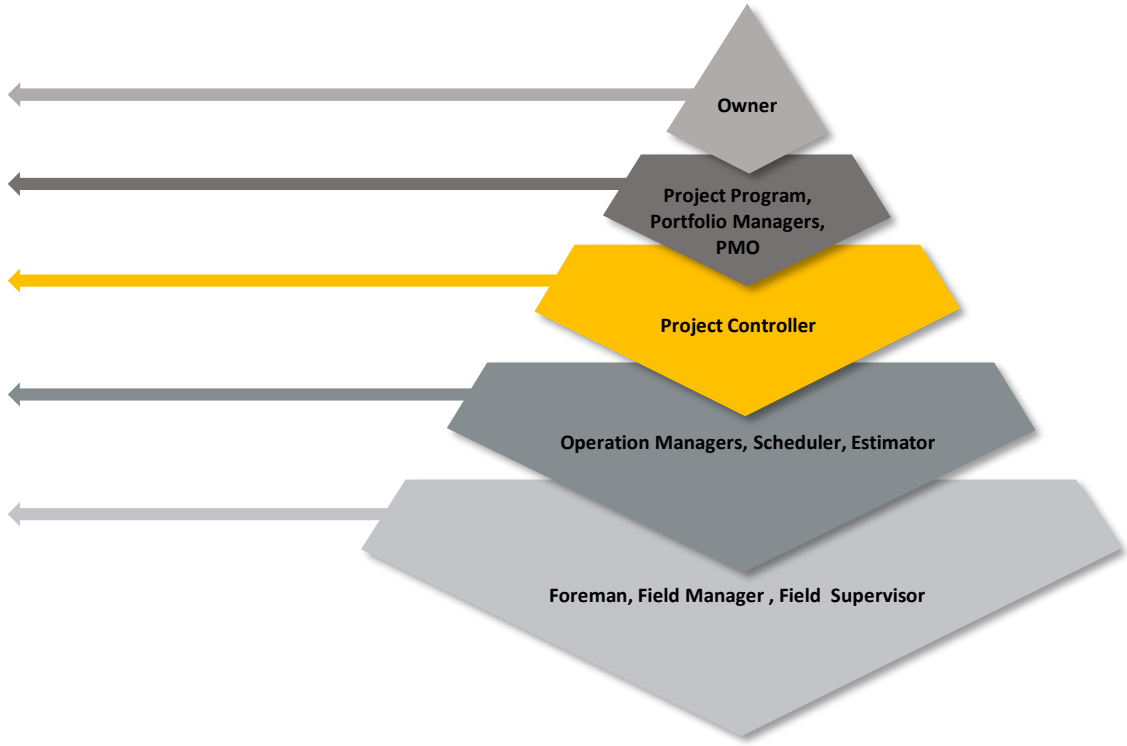 Owner
Project Program,
Portfolio Managers,
PMO
Project Controller
Operation Managers, Scheduler, Estimator
Foreman, Field Manager , Field  Supervisor